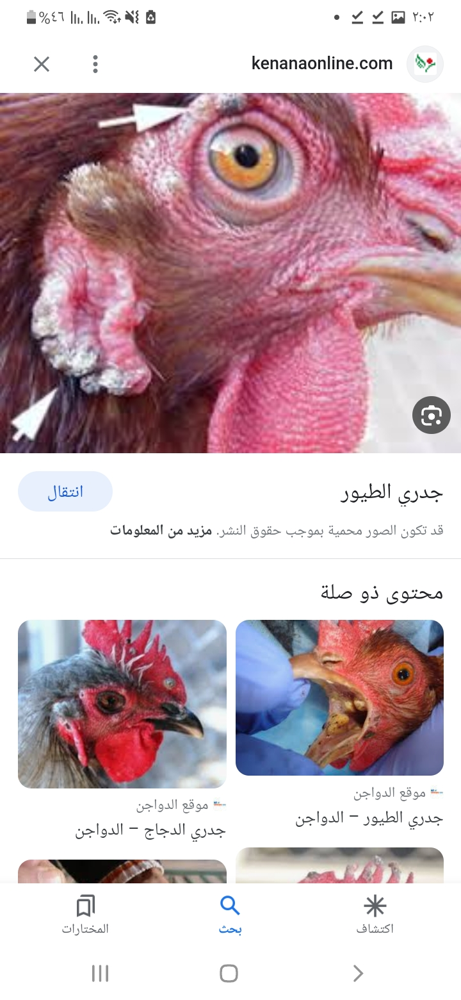 %٤٦
٢:٠٢
kenanaonline.com
جدري الطيور
انتقال
قد تكون الصور محمية بموجب حقوق النشر. مزيد من المعلومات
محتوى ذو صلة
موقع الدواجن
جدري الطيور – الدواجن
موقع الدواجن
جدري الدجاج – الدواجن
اكتشاف
بحث
المختارات